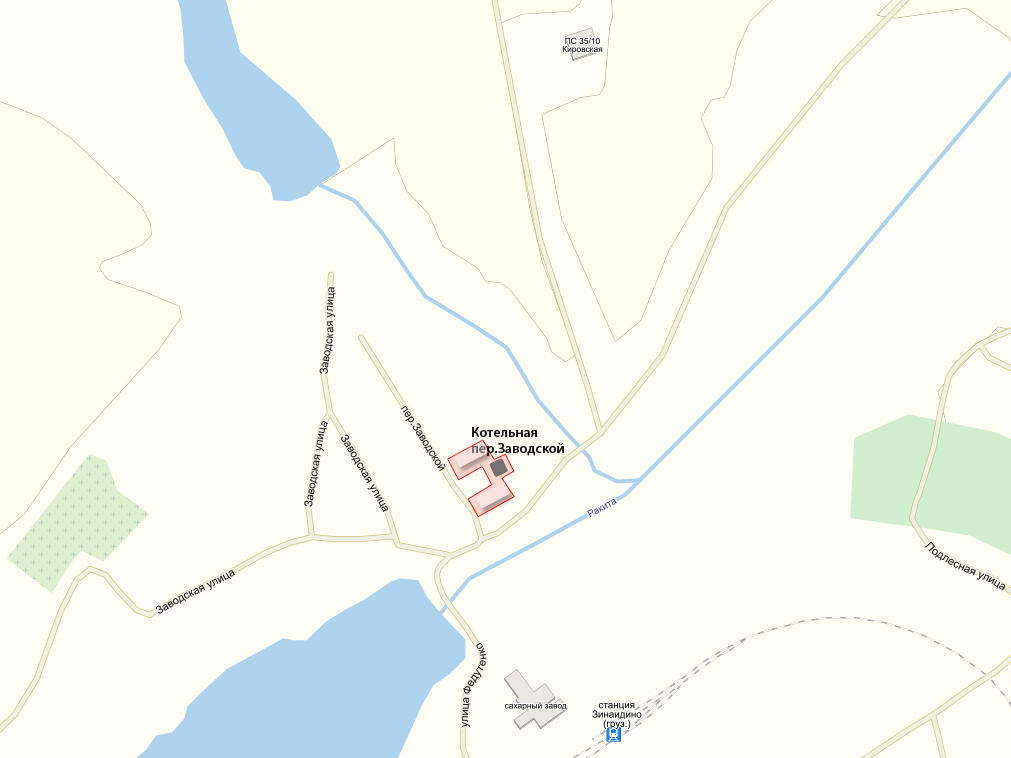 ПС 35/10
Кировская
Заводская улица
пер.Заводской
Котельная
пер.Заводской
Заводская улица
Заводская улица
Ракита
Подлесная улица
Заводская улица
улица Федутенко
сахарный завод
станция
Зинаидино
(груз.)